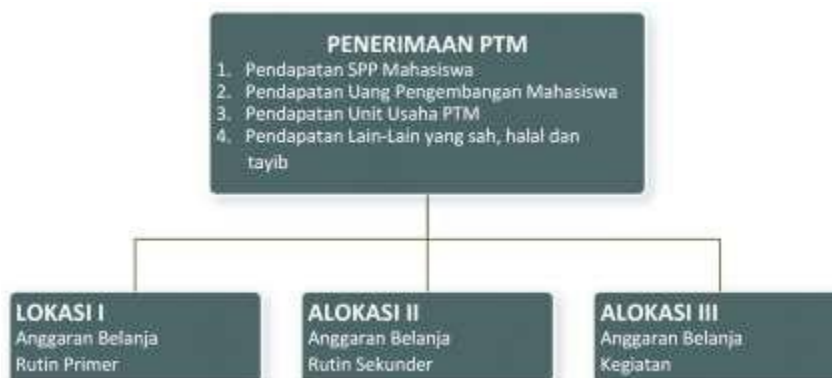 PENERIMAAN PTM
1. Pendapatan SPP Mahasiswa
2. Pendapatan Uang Pengembangan Mahasiswa
3. Pendapatan Unit Usaha PTM
4. Pendapatan Lain-Lain yang sah, halal dan
tayib
LOKASI I
Anggaran Belanja
Rutin Primer
ALOKASI II
Anggaran Belanja
Rutin Sekunder
ALOKASI III
Anggaran Belanja
Kegiatan